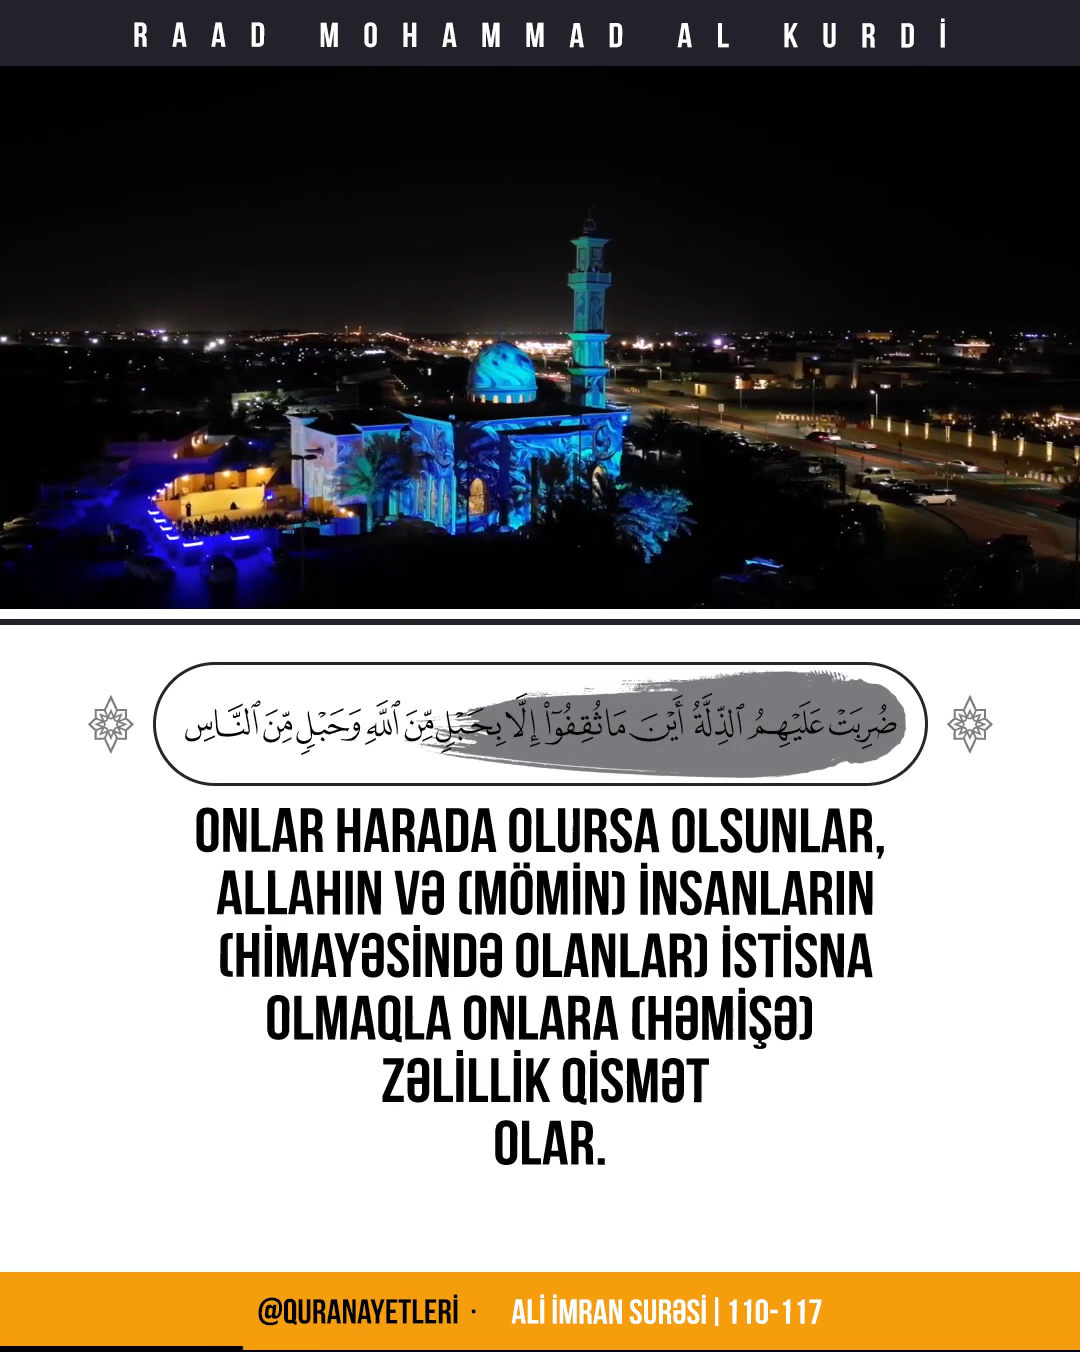 RAAD MOHAMMAD AL KURDİ
ضُرِبَتْ عَلَيْهِمُ ٱلذِّلَّةُ أَيْنَ مَا ثُقِفُوٓا۟ إِلَّا بِحَبْلٍ مِّنَ ٱللَّهِ وَحَبْلٍ مِّنَ ٱلنَّاسِ
ONLAR HARADA OLURSA OLSUNLAR,
ALLAHIN VƏ (MÖMİN) İNSANLARIN
(HİMAYƏSİNDƏ OLANLAR) İSTİSNA
OLMAQLA ONLARA (HƏMİŞƏ)
ZƏLİLLİK QİSMƏT
OLAR.
@QURANAYETLERİ · ALİ İMRAN SURƏSİ | 110-117